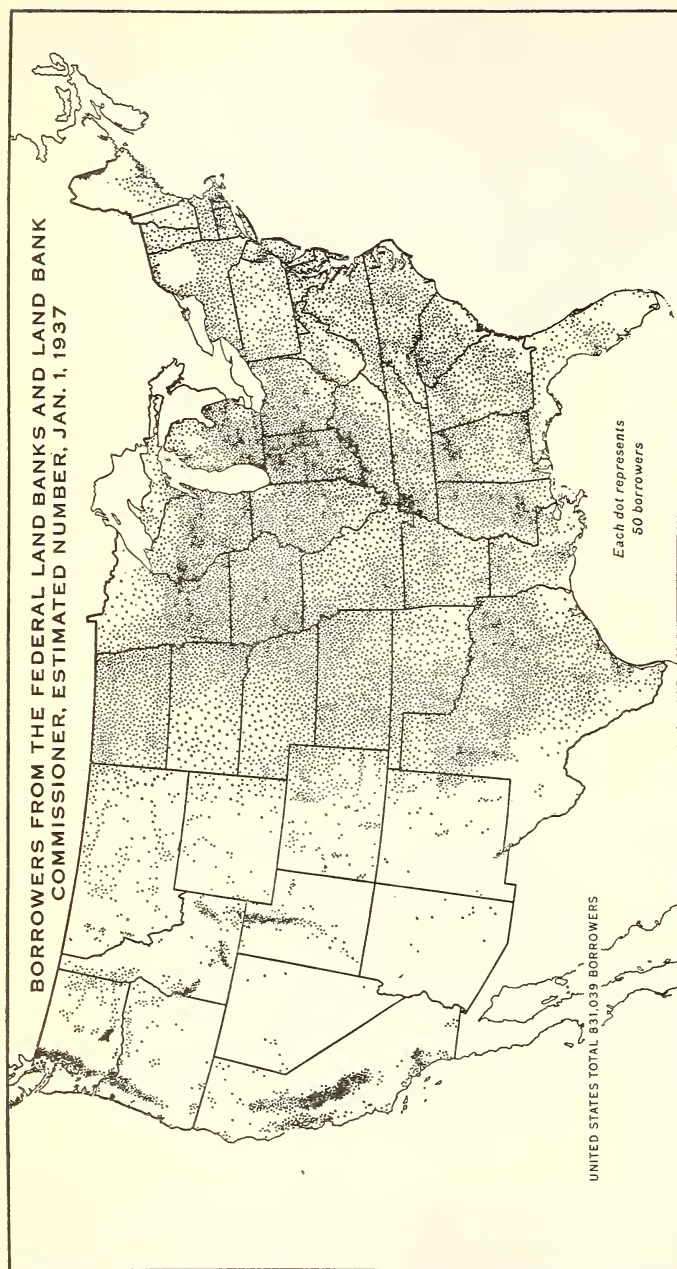 BORROWERS FROM THE FEDERAL LAND BANKS AND LAND BANK
COMMISSIONER, ESTIMATED NUMBER, JAN. 1, 1937
Each dot represents
50 borrowers
UNITED STATES TOTAL 831,039 BORROWERS